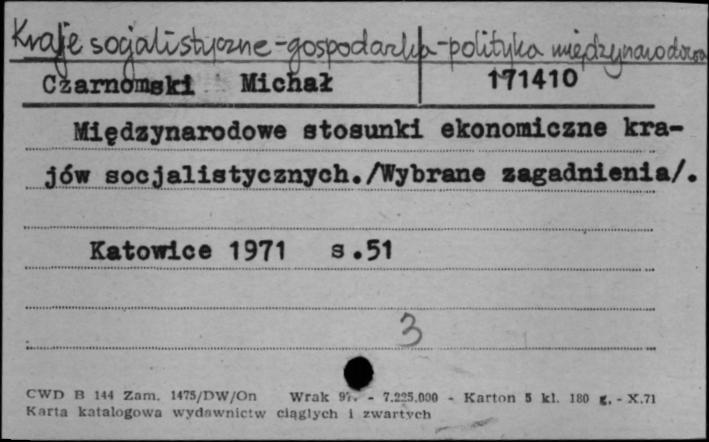 Kraje socjalistyczne - gospodarka - polityka międzynarodowa
Czarnomski Michał 171410
Międzynarodowe stosunki ekonomiczne kra-
jów socjalistycznych./Wybrane zagadnienia/.
Katowice 1971 s.51
3
CWD B 144 Zam. 1475/DW/On Wrak - 7.225.000 - Karton 5 kl. 180 g. - X.71
Karta katalogowa wydawnictw ciąglych i zwartych